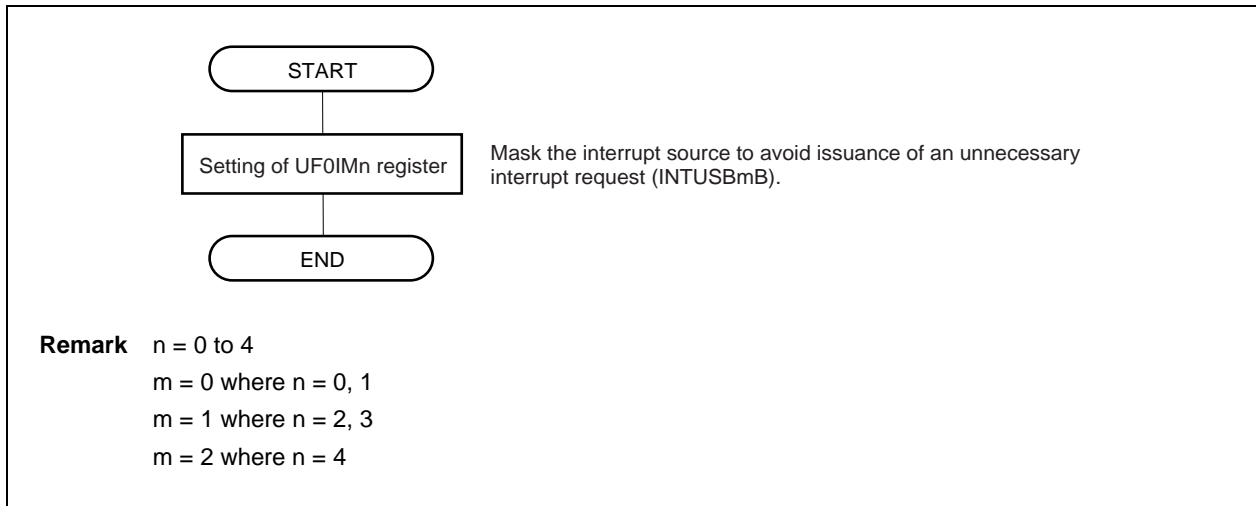 START
Setting of UF0IMn register
Mask the interrupt source to avoid issuance of an unnecessary
interrupt request (INTUSBmB).
END
Remark n = 0 to 4
m = 0 where n = 0, 1
m = 1 where n = 2, 3
m = 2 where n = 4